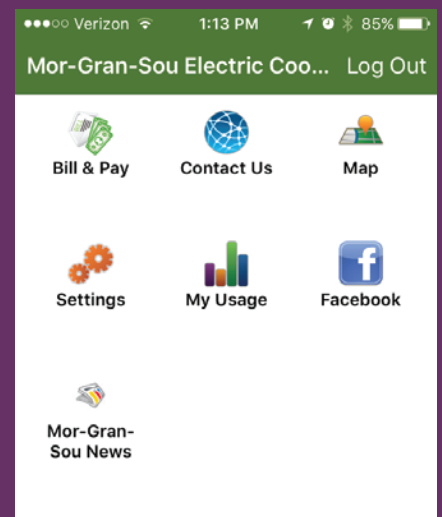 Verizon 1:13 PM 85%
Mor-Gran-Sou Electric Coo... Log Out
Bill & Pay Contact Us Map
Settings My Usage Facebook
Mor-Gran-
Sou News